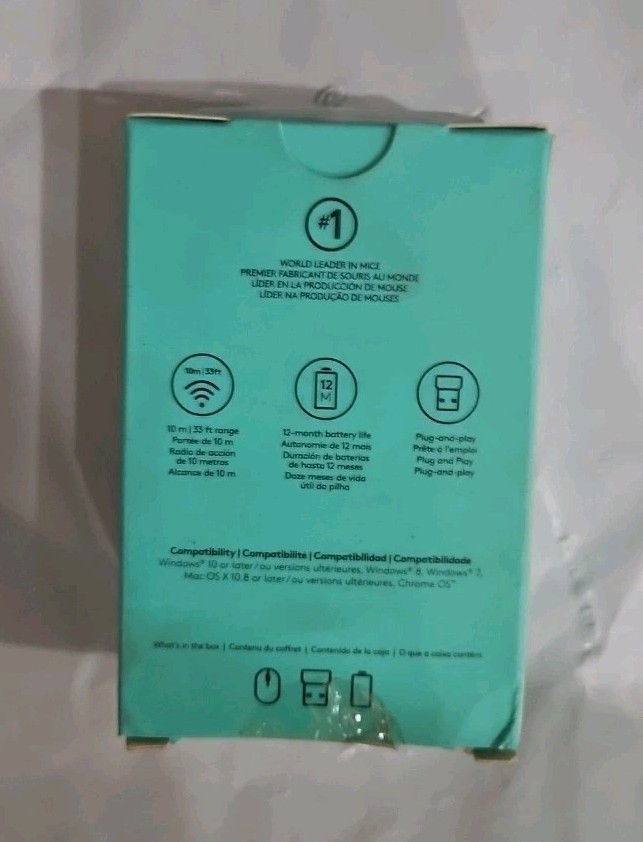 #1
WORLD LEADER IN MICE
PREMIER FABRICANT DE SOURIS AU MONDE
LÍDER EN LA PRODUCCIÓN DE MOUSE
LÍDER NA PRODUÇÃO DE MOUSES
10m|33ft
10 m | 33 ft range
Portée de 10 m
Radio de acción
de 10 metros
Alcance de 10 m
12
M
12-month battery life
Autonomie de 12 mois
Duración de baterías
de hasta 12 meses
Doze meses de vida
útil da pilha
Plug-and-play
Prête à l'emploi
Plug and Play
Plug-and-play
Compatibility | Compatibilité | Compatibilidad | Compatibilidade
Windows® 10 or later/ou versions ultérieures, Windows® 8, Windows® 7,
Mac OS X 10.8 or later/ou versions ultérieures, Chrome OS™
What's in the box | Contenu du coffret | Contenido de la caja | O que a caixa contém